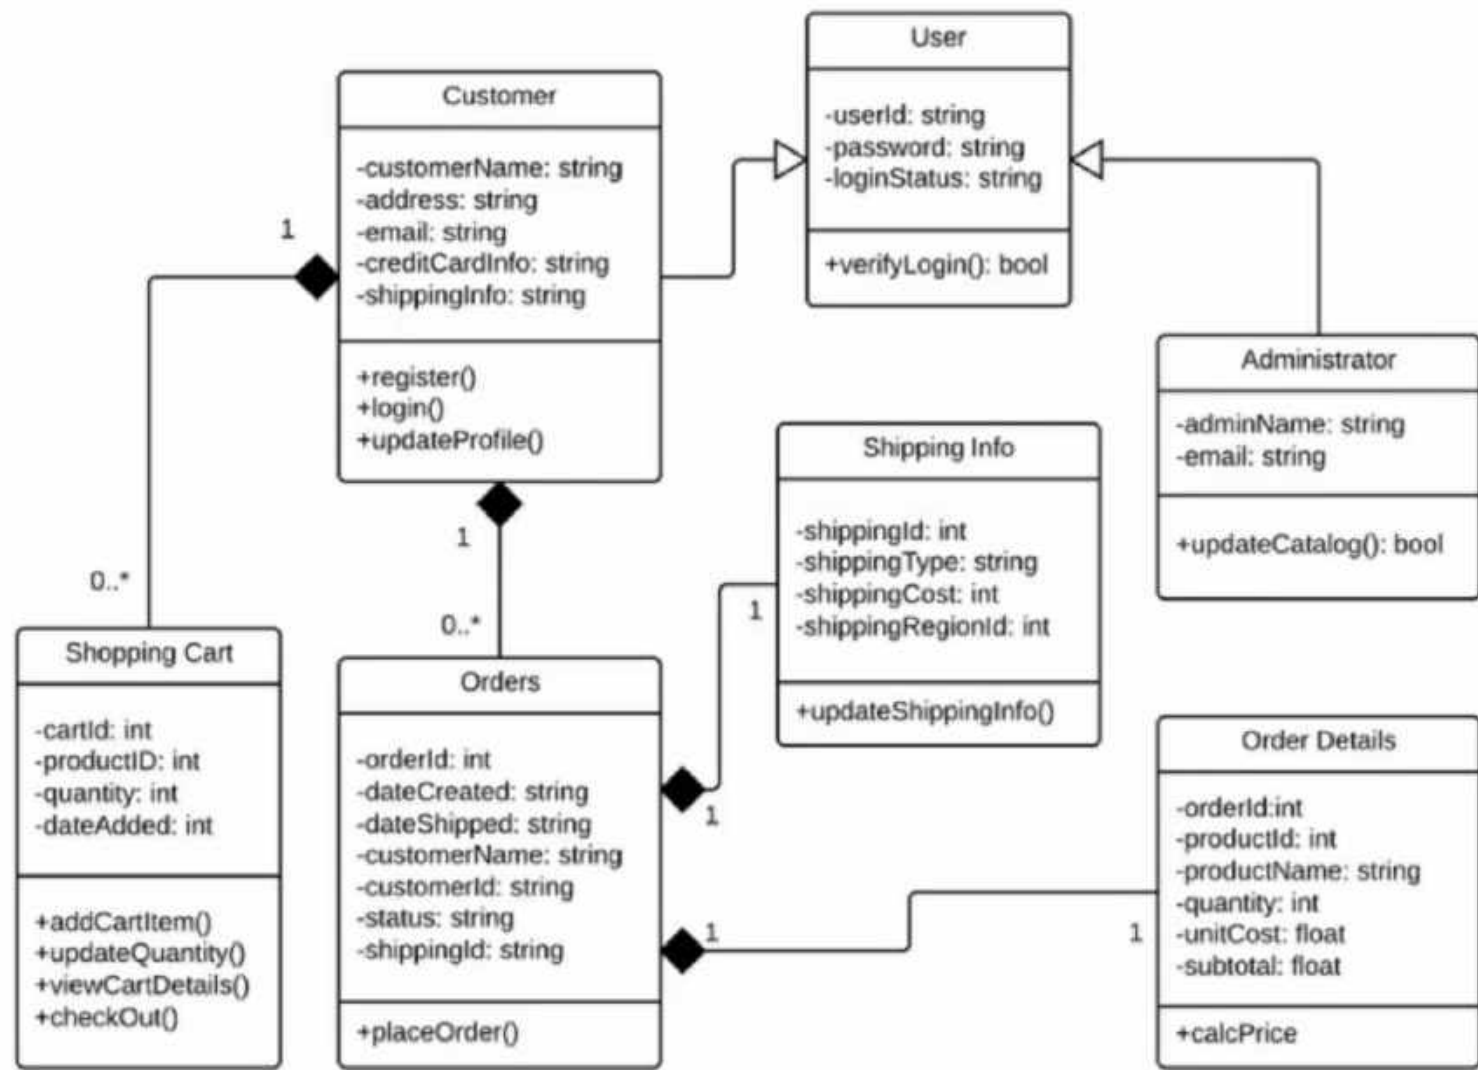 User
-userId: string
-password: string
-loginStatus: string
+verifyLogin(): bool
Customer
-customerName: string
-address: string
-email: string
-creditCardInfo: string
-shippingInfo: string
+register()
+login()
+updateProfile()
1
0..*
1
0..*
Administrator
-adminName: string
-email: string
+updateCatalog(): bool
Shipping Info
-shippingId: int
-shippingType: string
-shippingCost: int
-shippingRegionId: int
+updateShippingInfo()
1
1
Shopping Cart
-cartId: int
-productID: int
-quantity: int
-dateAdded: int
+addCartItem()
+updateQuantity()
+viewCartDetails()
+checkOut()
Orders
-orderId: int
-dateCreated: string
-dateShipped: string
-customerName: string
-customerId: string
-status: string
-shippingId: string
+placeOrder()
1
1
Order Details
-orderId:int
-productId: int
-productName: string
-quantity: int
-unitCost: float
-subtotal: float
+calcPrice